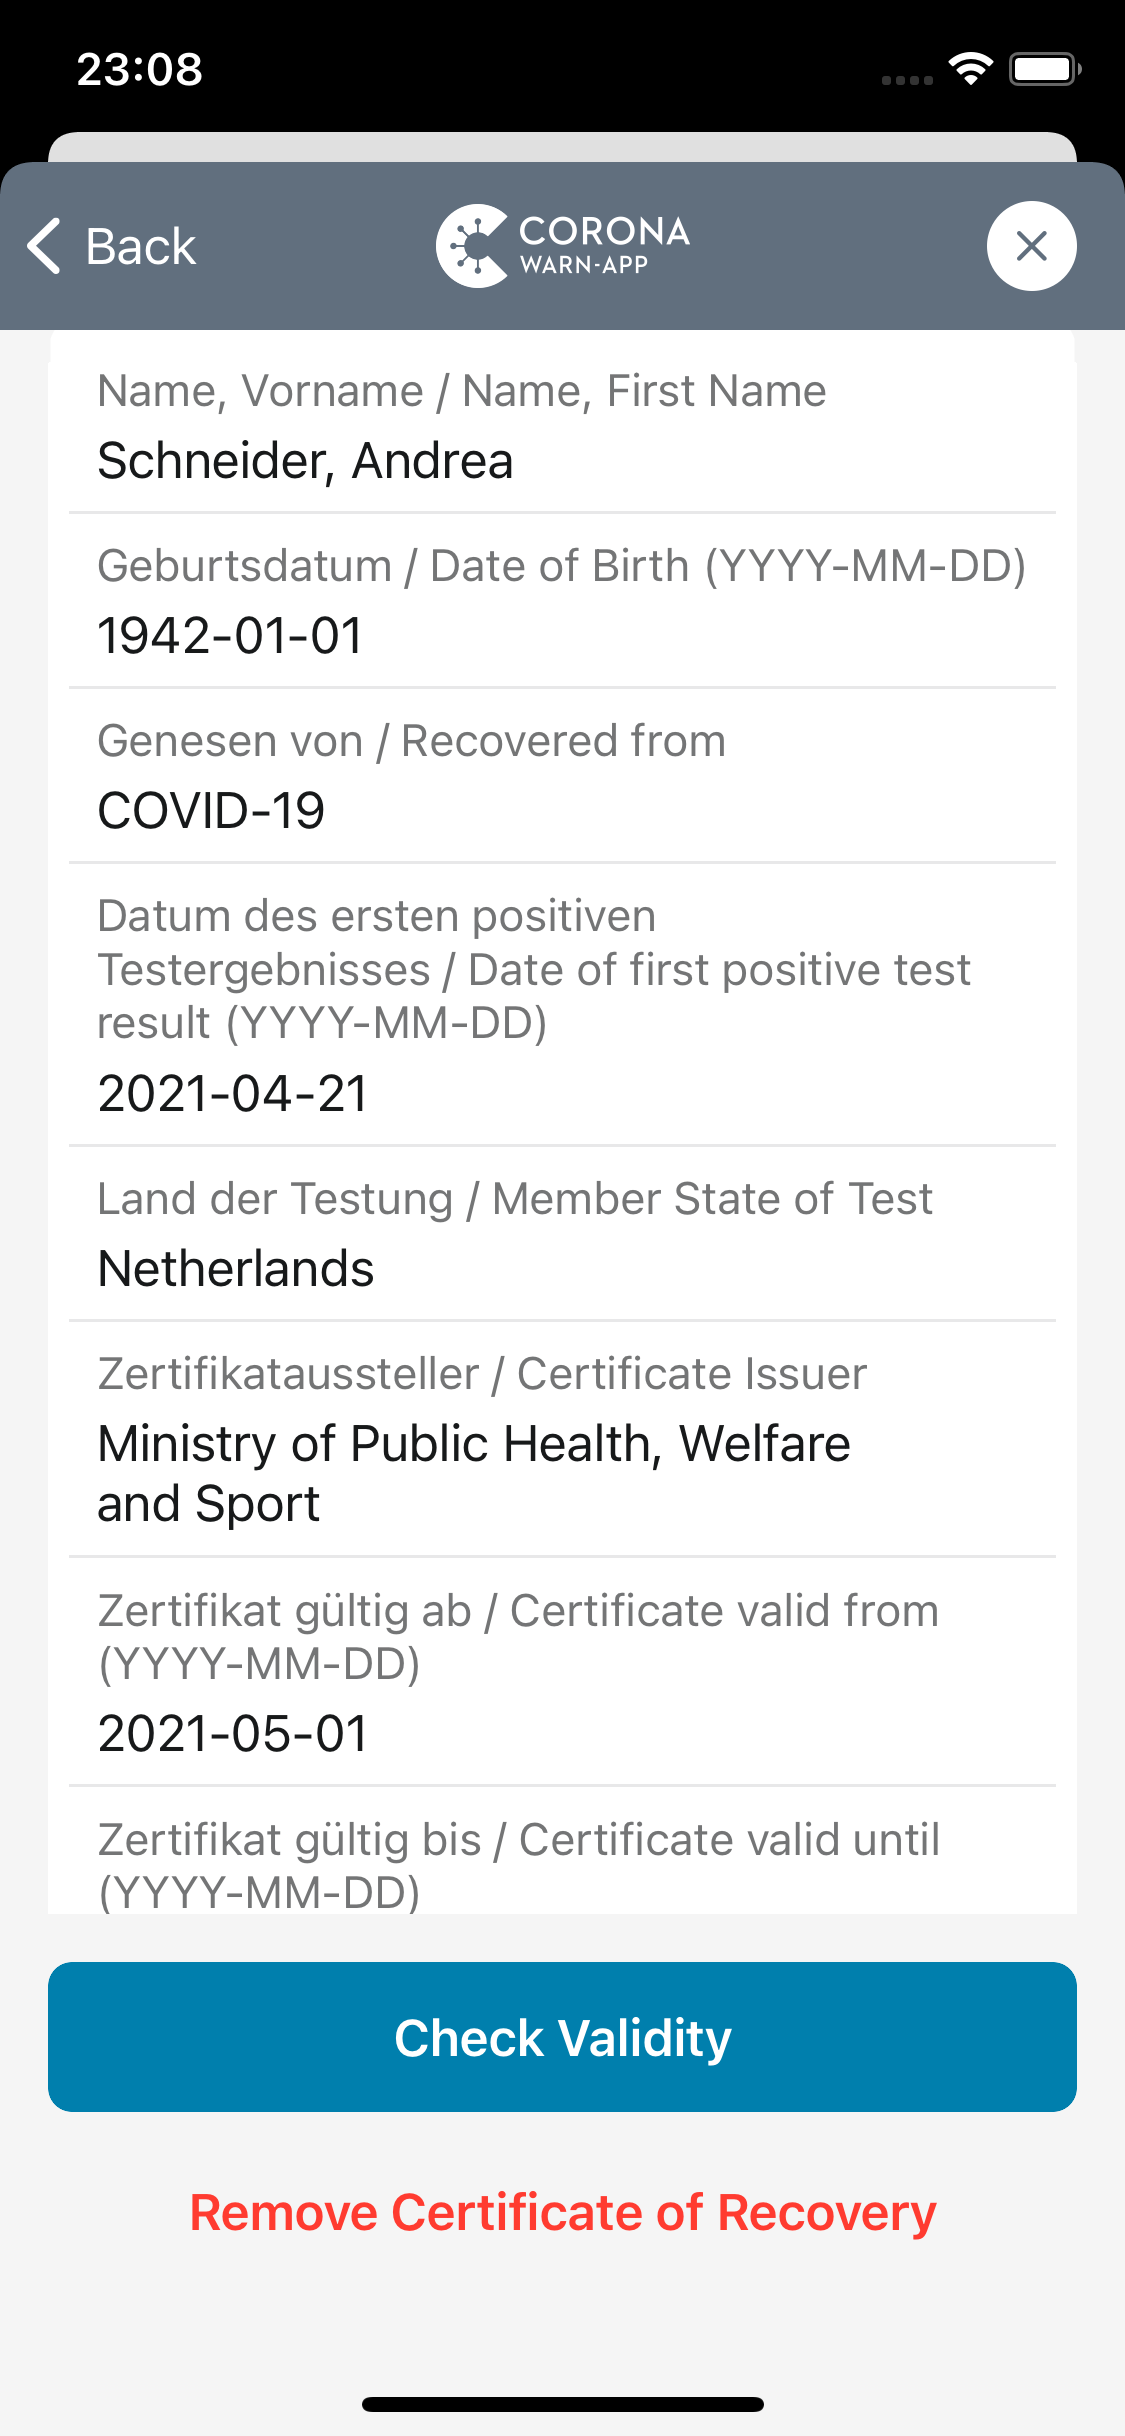 23:08
Back
CORONA
WARN-APP
Name, Vorname / Name, First Name
Schneider, Andrea
Geburtsdatum / Date of Birth (YYYY-MM-DD)
1942-01-01
Genesen von / Recovered from
COVID-19
Datum des ersten positiven
Testergebnisses / Date of first positive test
result (YYYY-MM-DD)
2021-04-21
Land der Testung / Member State of Test
Netherlands
Zertifikataussteller / Certificate Issuer
Ministry of Public Health, Welfare
and Sport
Zertifikat gültig ab / Certificate valid from
(YYYY-MM-DD)
2021-05-01
Zertifikat gültig bis / Certificate valid until
(YYYY-MM-DD)
Check Validity
Remove Certificate of Recovery